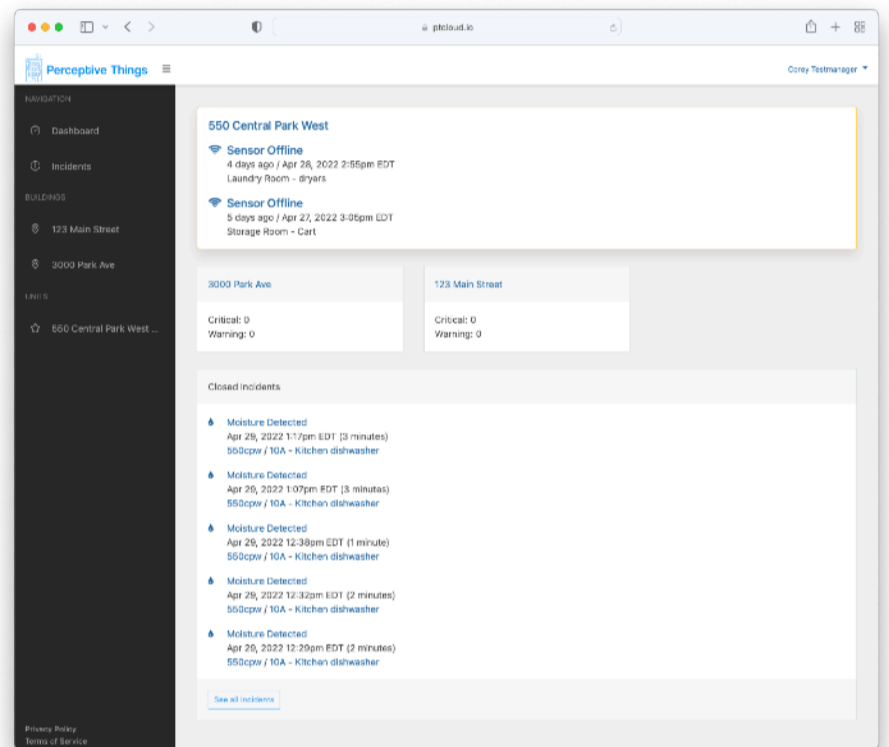 ptcloud.io
Perceptive Things
Corey Testmanager
NAVIGATION
Dashboard
Incidents
BUILDINGS
123 Main Street
3000 Park Ave
UNITS
550 Central Park West ...
Privacy Policy
Terms of Service
550 Central Park West
Sensor Offline
4 days ago / Apr 28, 2022 2:55pm EDT
Laundry Room - dryers
Sensor Offline
5 days ago / Apr 27, 2022 3:05pm EDT
Storage Room - Cart
3000 Park Ave
Critical: 0
Warning: 0
123 Main Street
Critical: 0
Warning: 0
Closed Incidents
Moisture Detected
Apr 29, 2022 1:17pm EDT (3 minutes)
550cpw / 10A - Kitchen dishwasher
Moisture Detected
Apr 29, 2022 1:07pm EDT (3 minutes)
550cpw / 10A - Kitchen dishwasher
Moisture Detected
Apr 29, 2022 12:38pm EDT (1 minute)
550cpw / 10A - Kitchen dishwasher
Moisture Detected
Apr 29, 2022 12:32pm EDT (2 minutes)
550cpw / 10A - Kitchen dishwasher
Moisture Detected
Apr 29, 2022 12:29pm EDT (2 minutes)
550cpw / 10A - Kitchen dishwasher
See all incidents